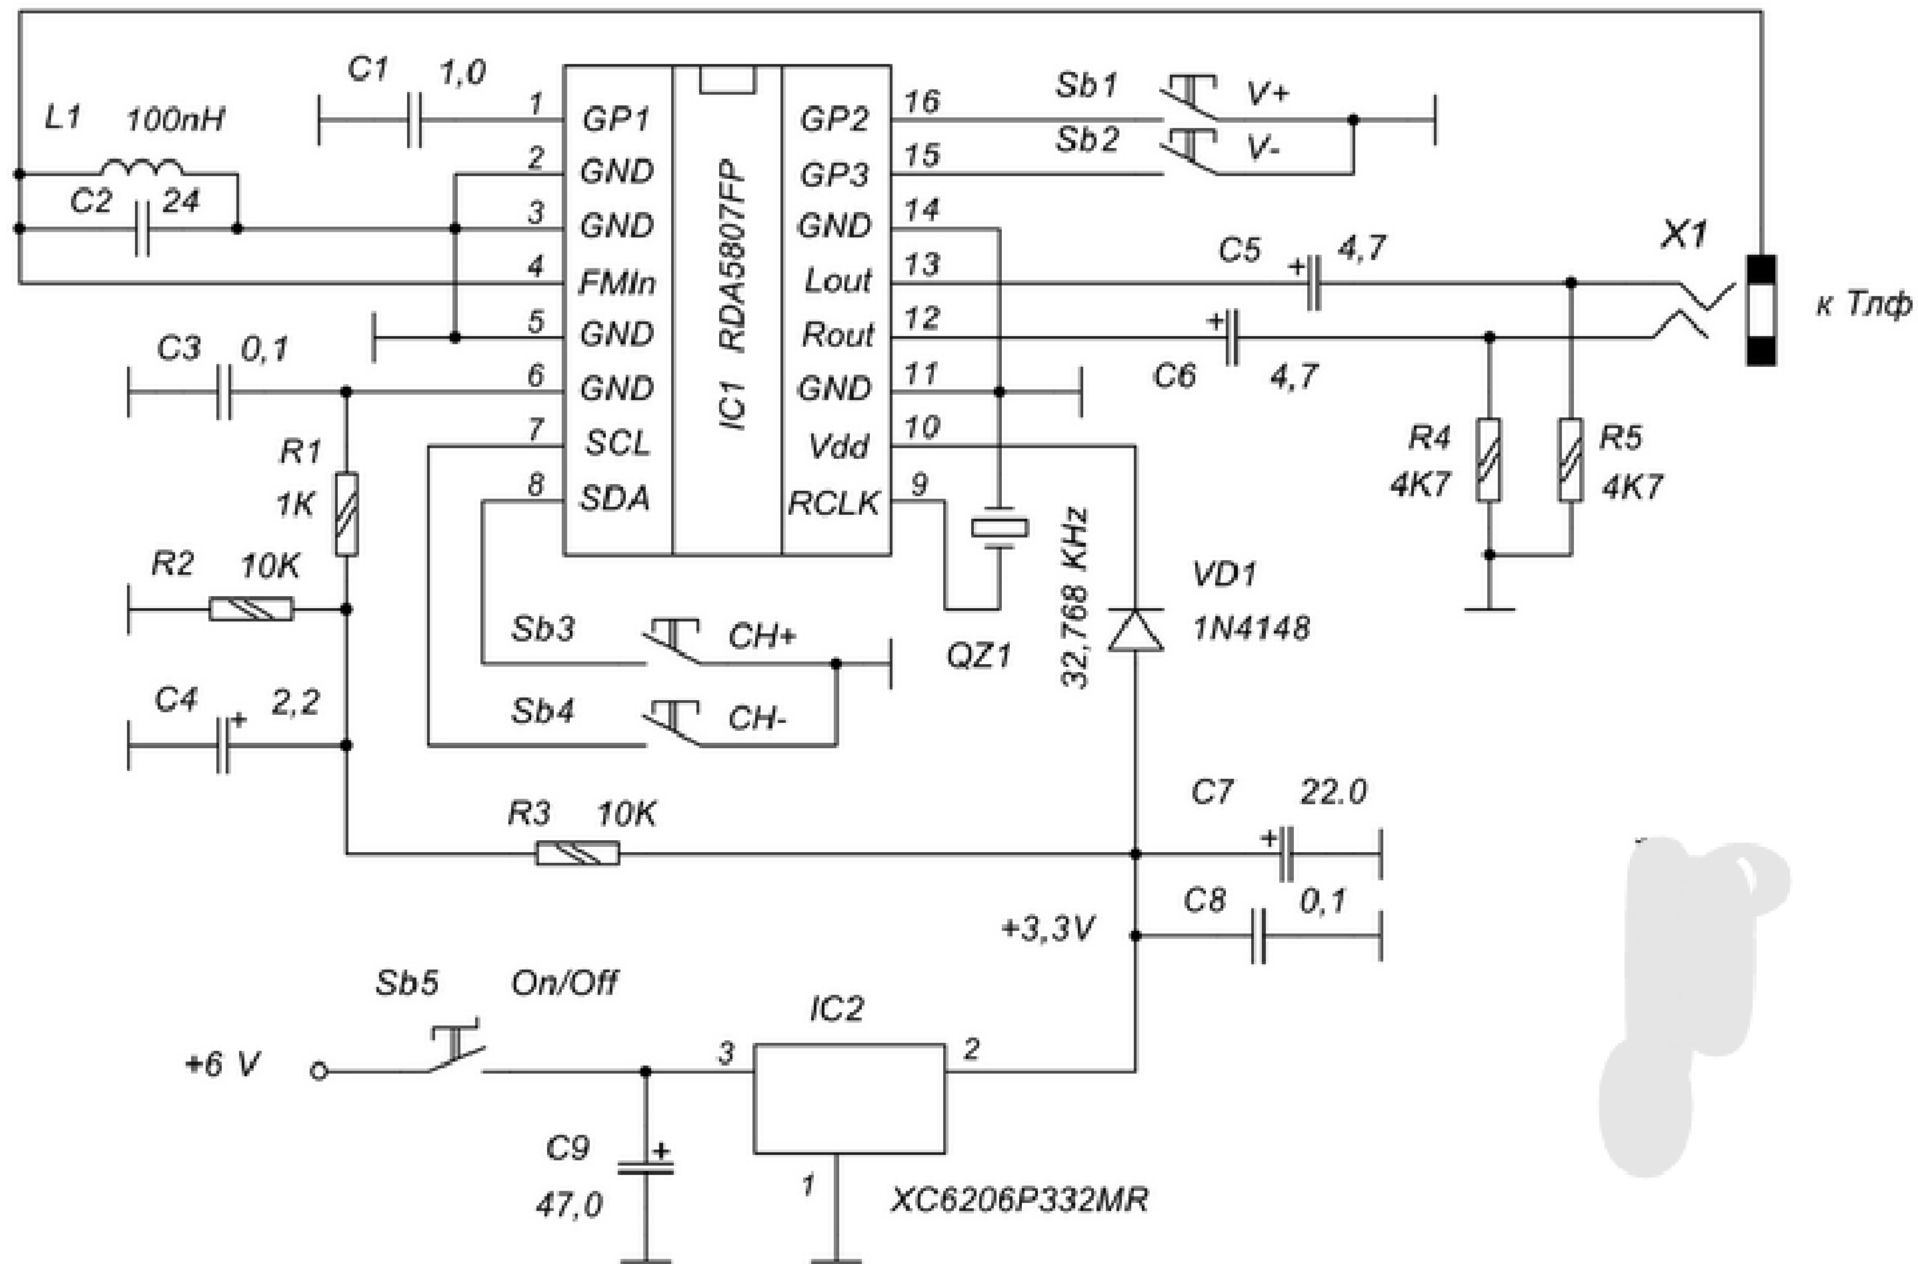 C1 1,0
L1 100nH
C2 24
1 GP1
2 GND
3 GND
4 FMIn
5 GND
6 GND
7 SCL
8 SDA
IC1 RDA5807FP
16 GP2
15 GP3
14 GND
13 Lout
12 Rout
11 GND
10 Vdd
9 RCLK
Sb1 V+
Sb2 V-
X1
C5 + 4,7
к Тлф
C6 + 4,7
C3 0,1
R1
1K
R2 10K
C4 + 2,2
R4
4K7
R5
4K7
Sb3 CH+
Sb4 CH-
QZ1
32,768 KHz
VD1
1N4148
R3 10K
C7 22.0
+
C8 0,1
+3,3V
Sb5 On/Off
+6 V
IC2
3 2
1
C9 +
47,0
XC6206P332MR